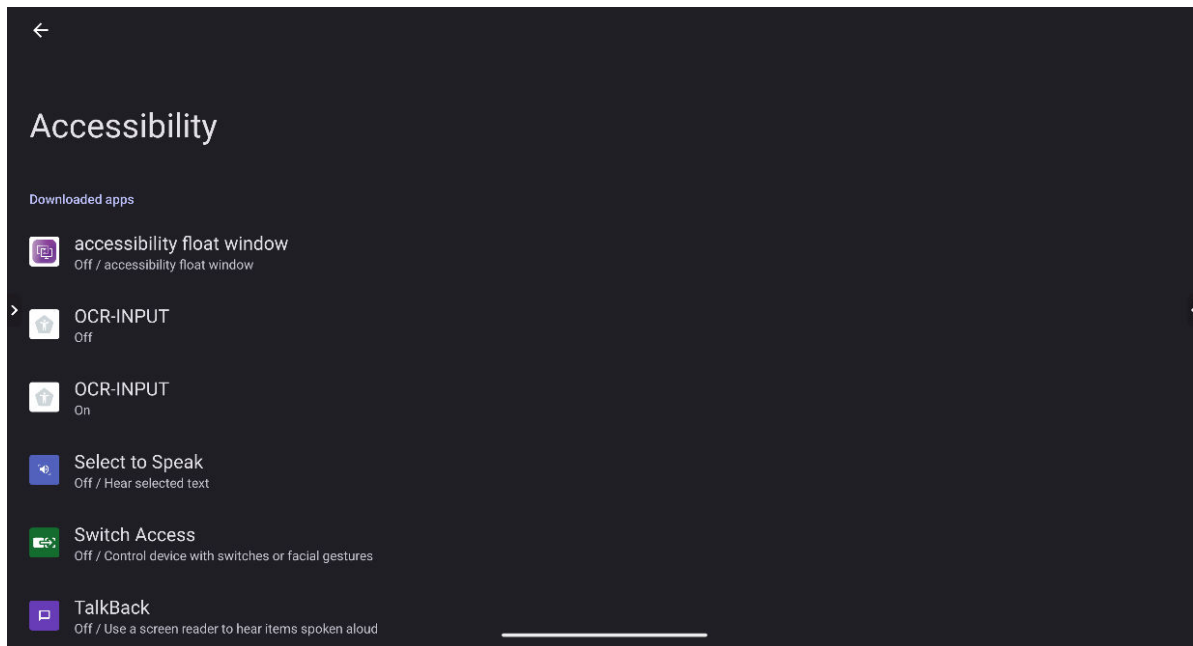 Accessibility
Downloaded apps
accessibility float window
Off / accessibility float window
OCR-INPUT
Off
OCR-INPUT
On
Select to Speak
Off / Hear selected text
Switch Access
Off / Control device with switches or facial gestures
TalkBack
Off / Use a screen reader to hear items spoken aloud